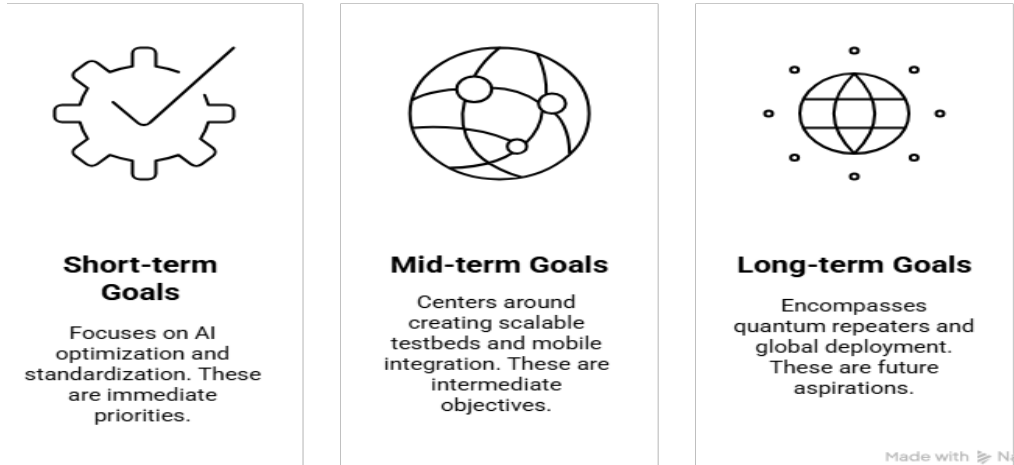 Short-term
Goals
Focuses on AI
optimization and
standardization. These
are immediate
priorities.
Mid-term Goals
Centers around
creating scalable
testbeds and mobile
integration. These are
intermediate
objectives.
Long-term Goals
Encompasses
quantum repeaters and
global deployment.
These are future
aspirations.
Made with